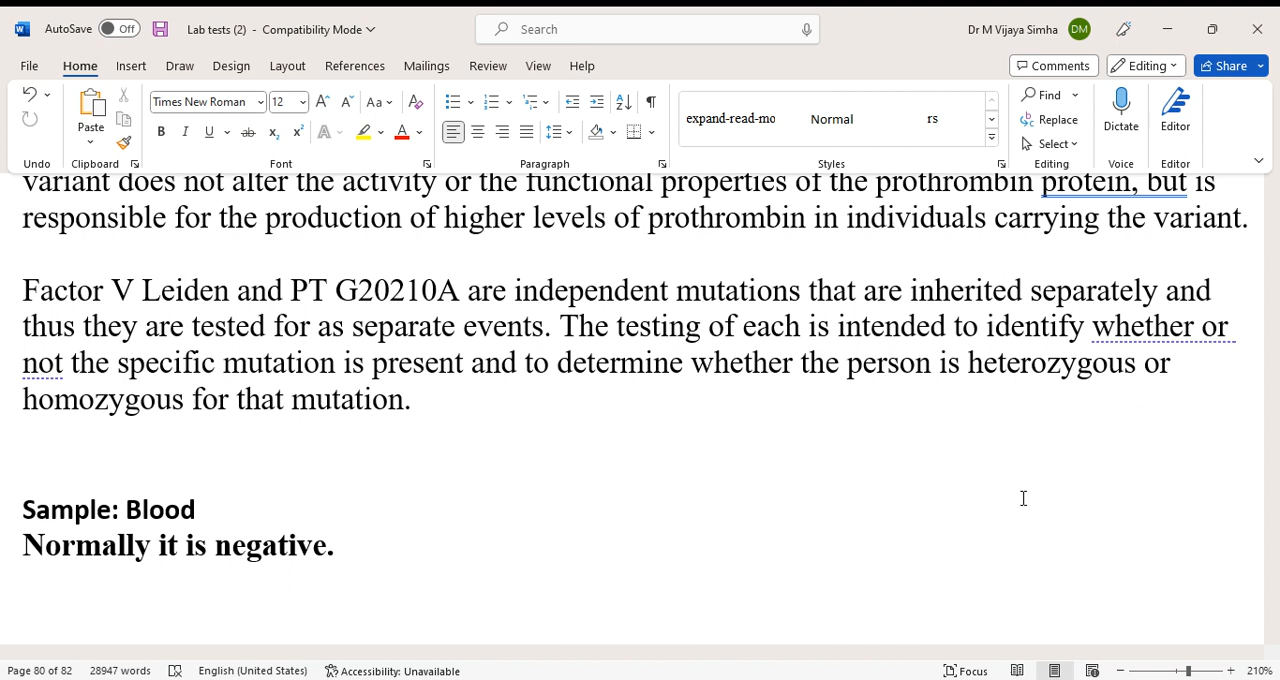 AutoSave Off Lab tests (2) - Compatibility Mode Search Dr M Vijaya Simha DM
File Home Insert Draw Design Layout References Mailings Review View Help Comments Editing Share
Times New Roman 12 Aa expand-read-mo Normal rs Find
Paste B I U ab x₂ x² A A Replace Dictate Editor
Select
Undo Clipboard Font Paragraph Styles Editing Voice Editor
variant does not alter the activity or the functional properties of the prothrombin protein, but is
responsible for the production of higher levels of prothrombin in individuals carrying the variant.
Factor V Leiden and PT G20210A are independent mutations that are inherited separately and
thus they are tested for as separate events. The testing of each is intended to identify whether or
not the specific mutation is present and to determine whether the person is heterozygous or
homozygous for that mutation.
Sample: Blood
Normally it is negative.
Page 80 of 82 28947 words English (United States) Accessibility: Unavailable Focus 210%